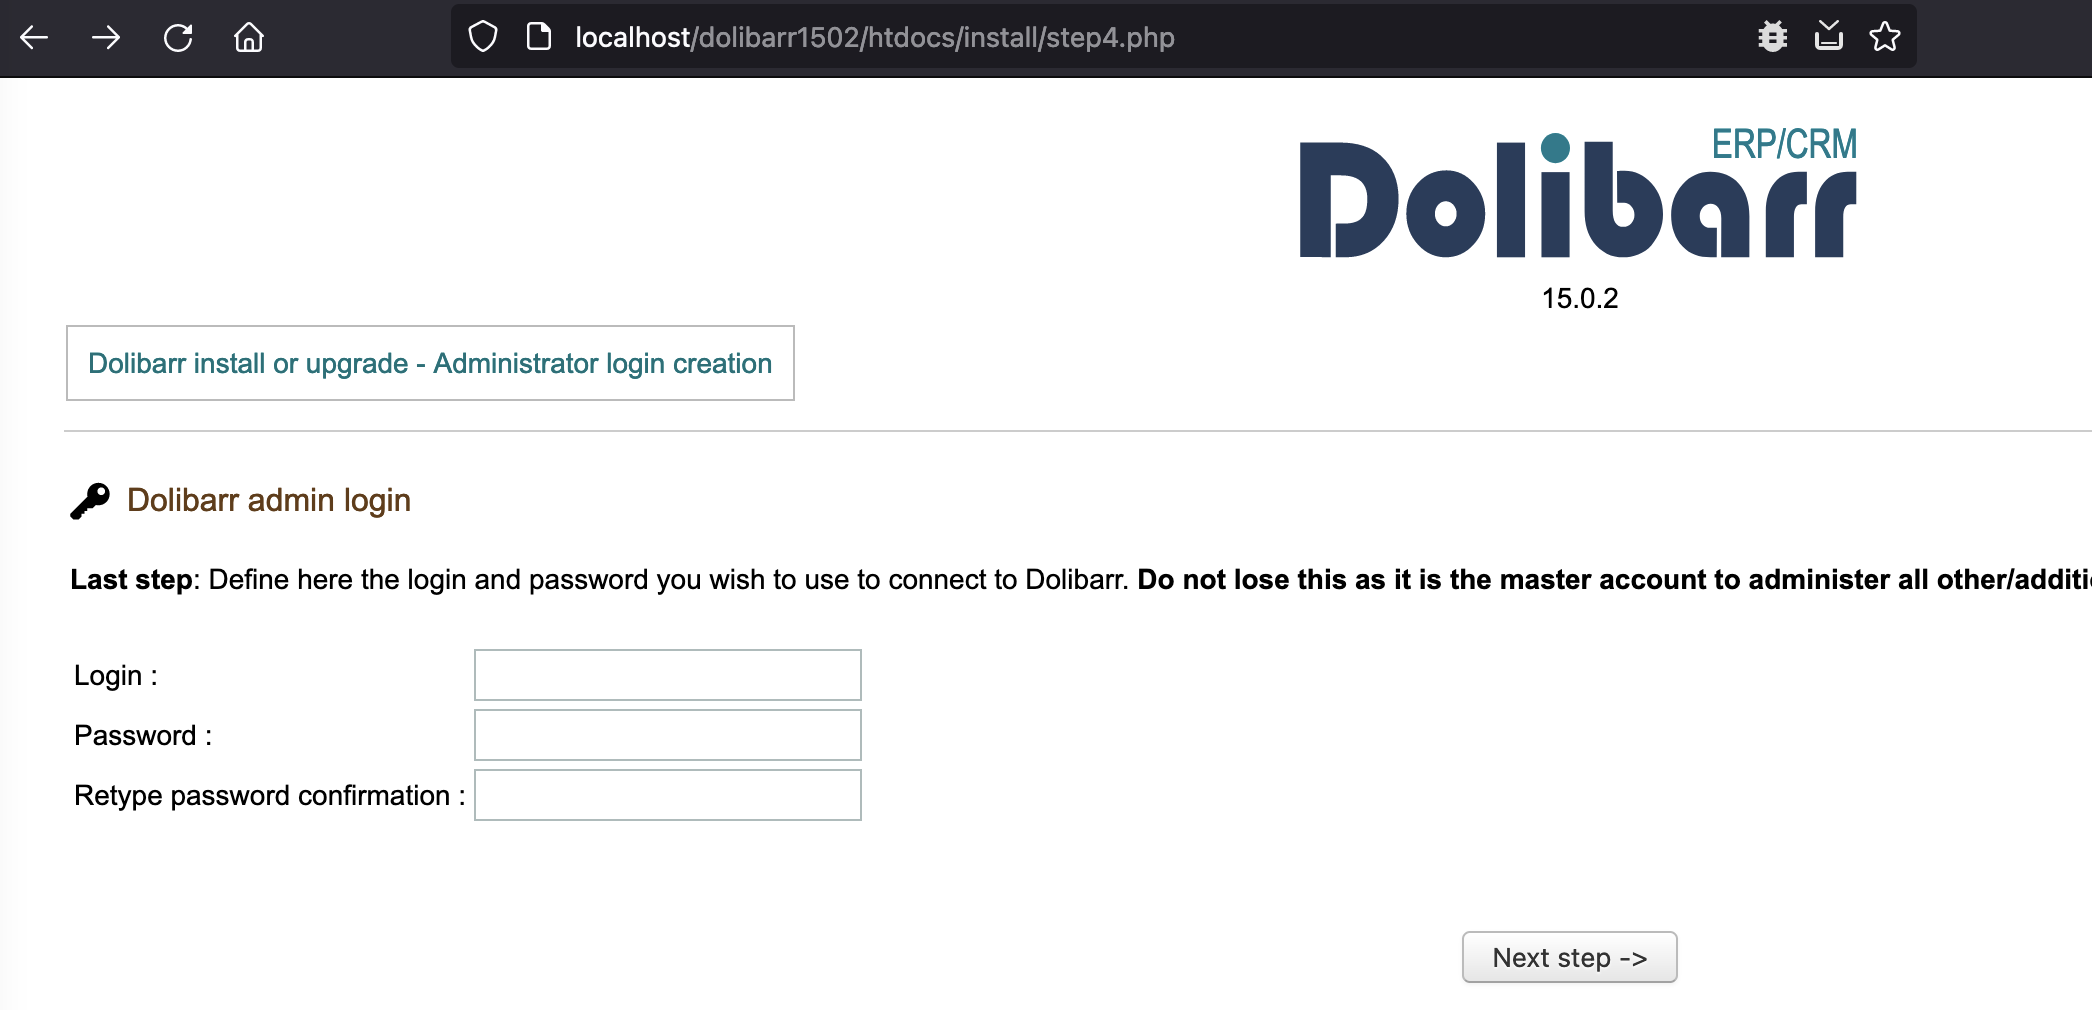 localhost/dolibarr1502/htdocs/install/step4.php
Dolibarr ERP/CRM
15.0.2
Dolibarr install or upgrade - Administrator login creation
Dolibarr admin login
Last step: Define here the login and password you wish to use to connect to Dolibarr. Do not lose this as it is the master account to administer all
Login :
Password :
Retype password confirmation :
Next step ->